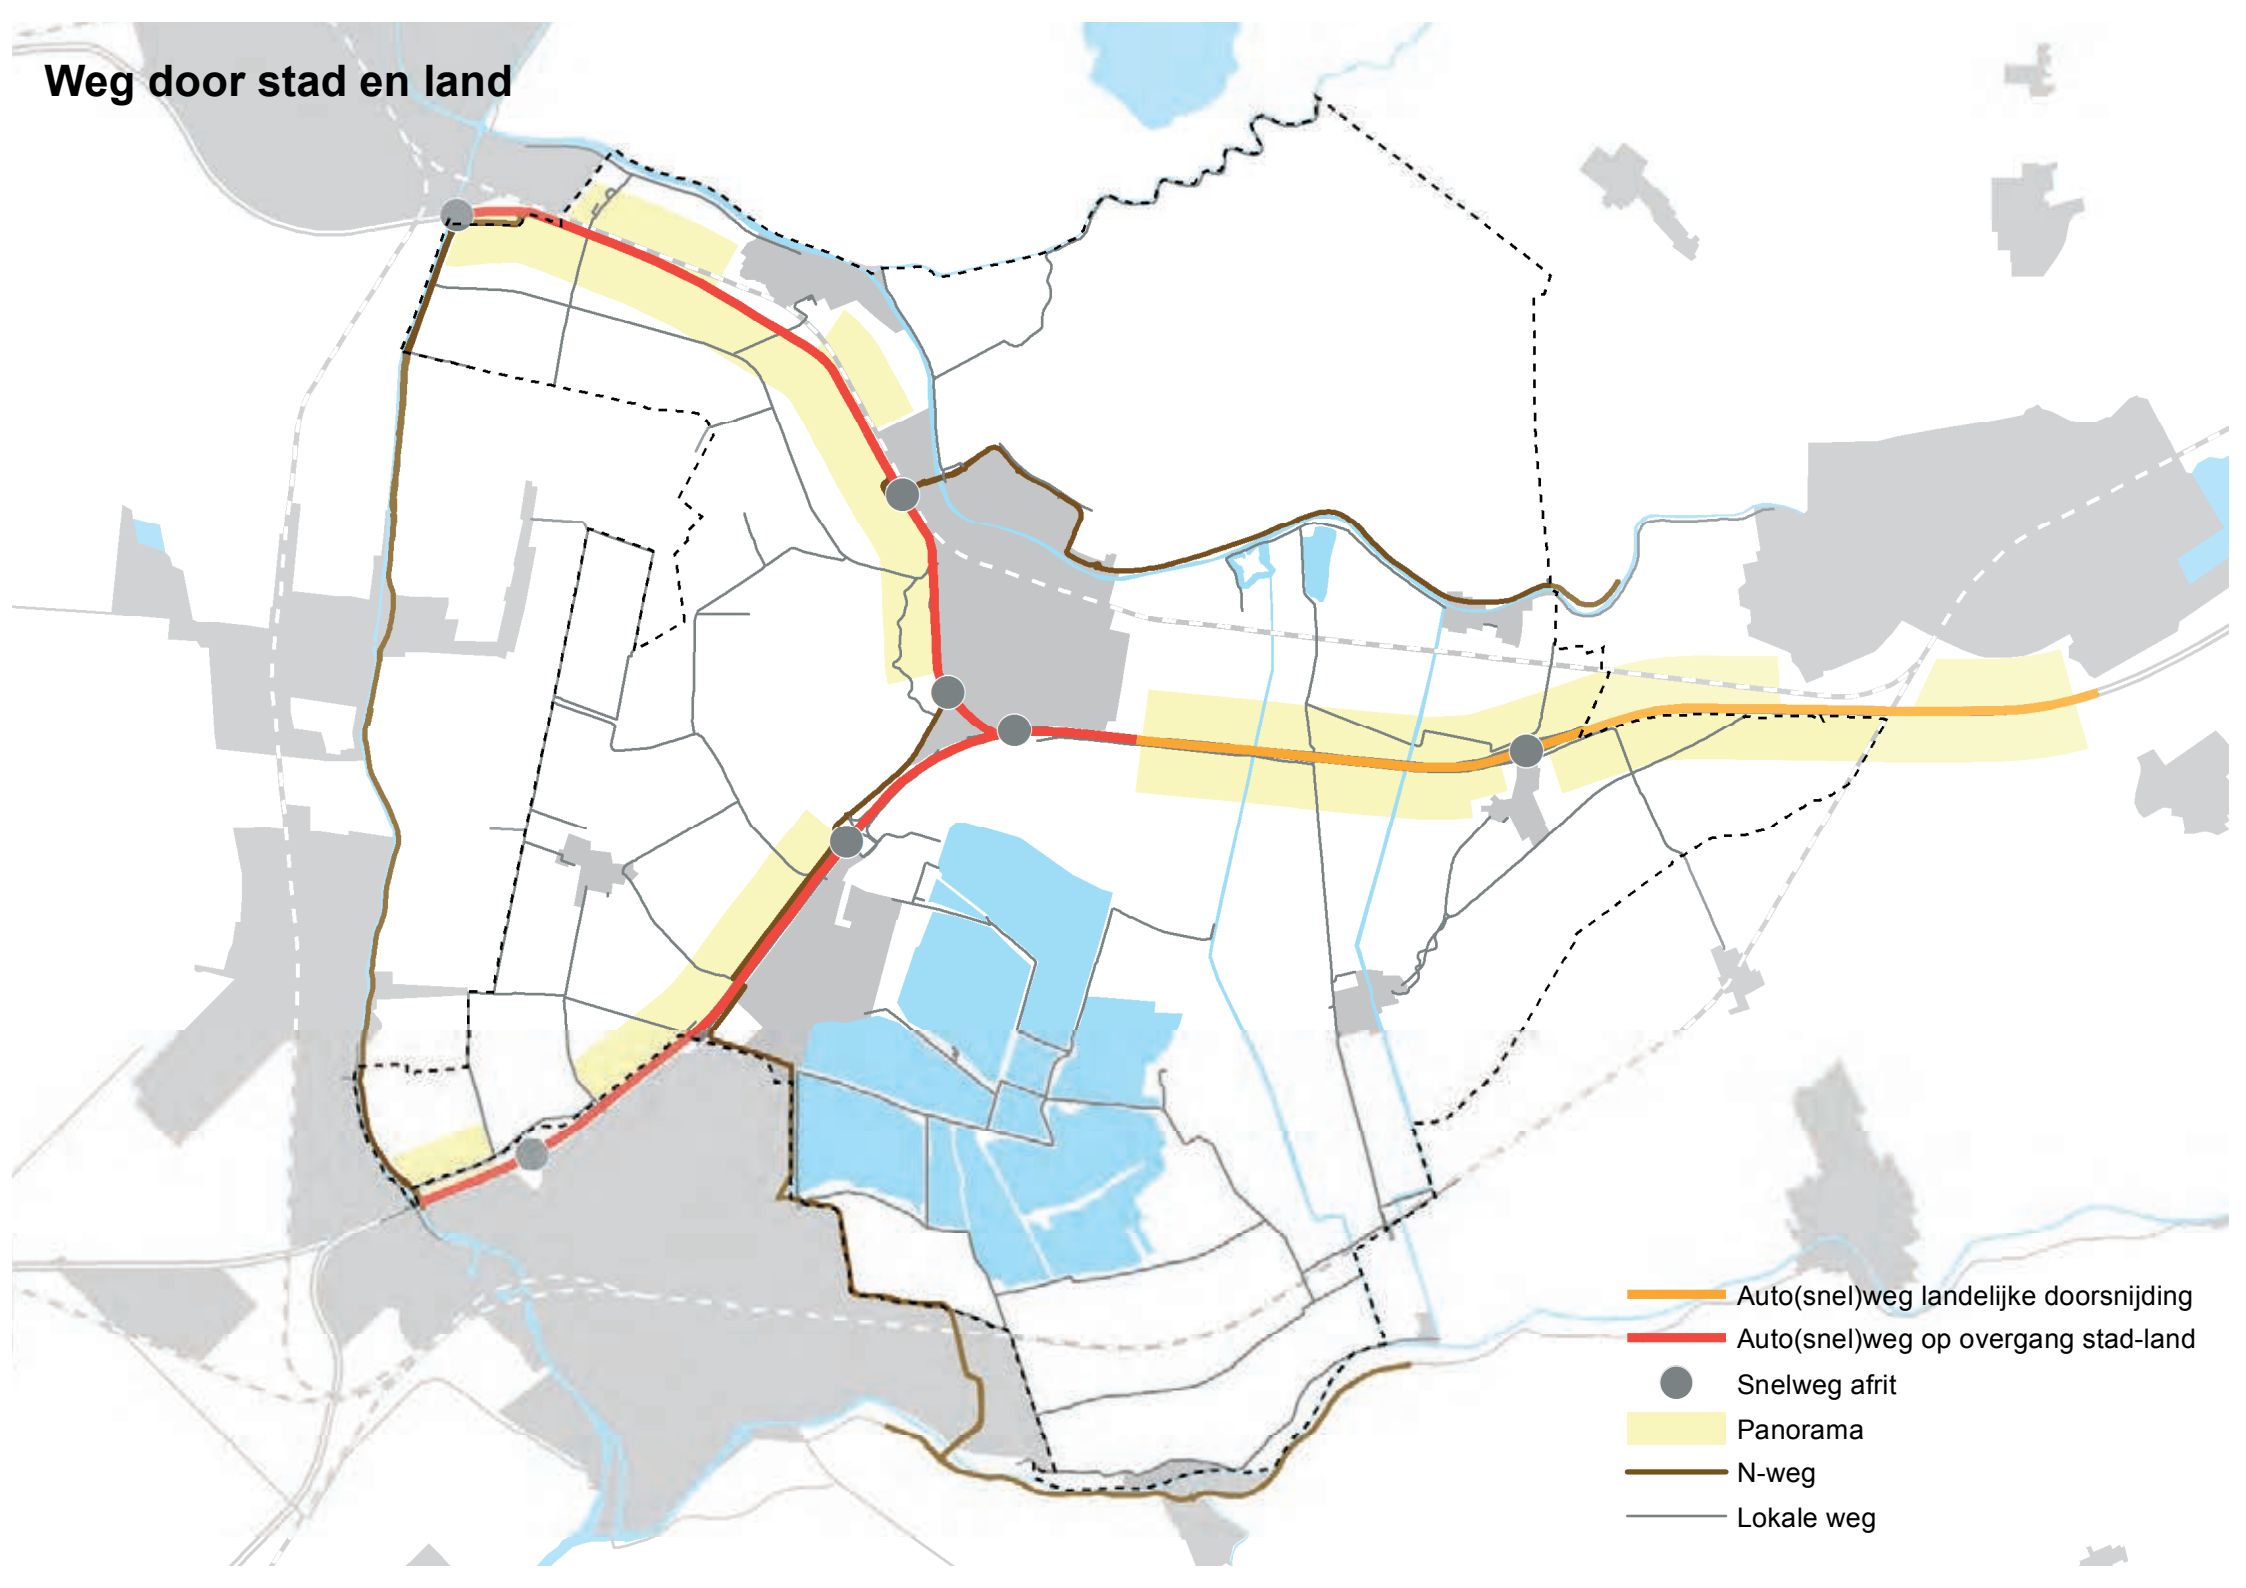 Weg door stad en land
Auto(snel)weg landelijke doorsnijding
Auto(snel)weg op overgang stad-land
Snelweg afrit
Panorama
N-weg
Lokale weg